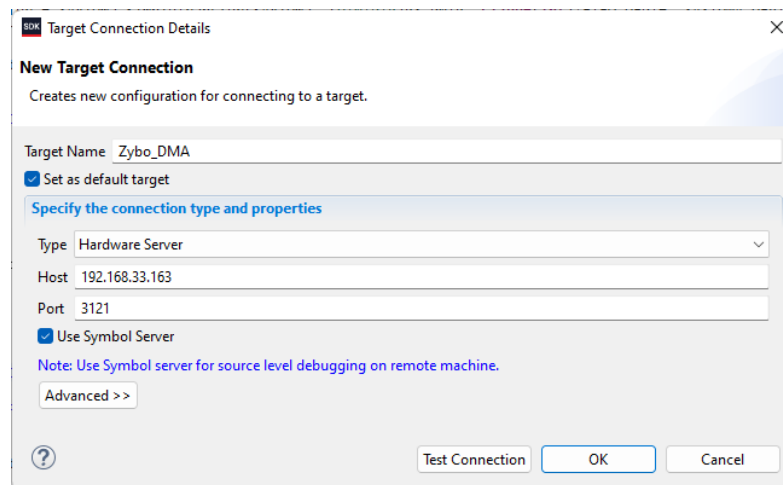 SDK Target Connection Details
New Target Connection
Creates new configuration for connecting to a target.
Target Name Zybo_DMA
Set as default target
Specify the connection type and properties
Type Hardware Server
Host 192.168.33.163
Port 3121
Use Symbol Server
Note: Use Symbol server for source level debugging on remote machine.
Advanced >>
? Test Connection OK Cancel